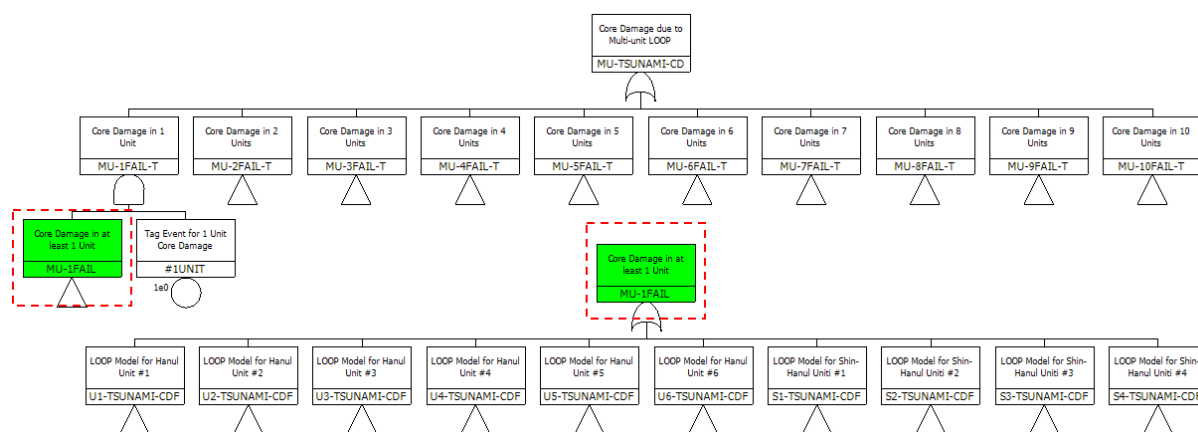 Core Damage due to
Multi-unit LOOP
MU-TSUNAMI-CD
Core Damage in 1
Unit
MU-1FAIL-T
Core Damage in 2
Units
MU-2FAIL-T
Core Damage in 3
Units
MU-3FAIL-T
Core Damage in 4
Units
MU-4FAIL-T
Core Damage in 5
Units
MU-5FAIL-T
Core Damage in 6
Units
MU-6FAIL-T
Core Damage in 7
Units
MU-7FAIL-T
Core Damage in 8
Units
MU-8FAIL-T
Core Damage in 9
Units
MU-9FAIL-T
Core Damage in 10
Units
MU-10FAIL-T
Core Damage in at
least 1 Unit
MU-1FAIL
Tag Event for 1 Unit
Core Damage
#1UNIT
1e0
Core Damage in at
least 1 Unit
MU-1FAIL
LOOP Model for Hanul
Unit #1
U1-TSUNAMI-CDF
LOOP Model for Hanul
Unit #2
U2-TSUNAMI-CDF
LOOP Model for Hanul
Unit #3
U3-TSUNAMI-CDF
LOOP Model for Hanul
Unit #4
U4-TSUNAMI-CDF
LOOP Model for Hanul
Unit #5
U5-TSUNAMI-CDF
LOOP Model for Hanul
Unit #6
U6-TSUNAMI-CDF
LOOP Model for Shin-
Hanul Uniti #1
S1-TSUNAMI-CDF
LOOP Model for Shin-
Hanul Uniti #2
S2-TSUNAMI-CDF
LOOP Model for Shin-
Hanul Uniti #3
S3-TSUNAMI-CDF
LOOP Model for Shin-
Hanul Uniti #4
S4-TSUNAMI-CDF